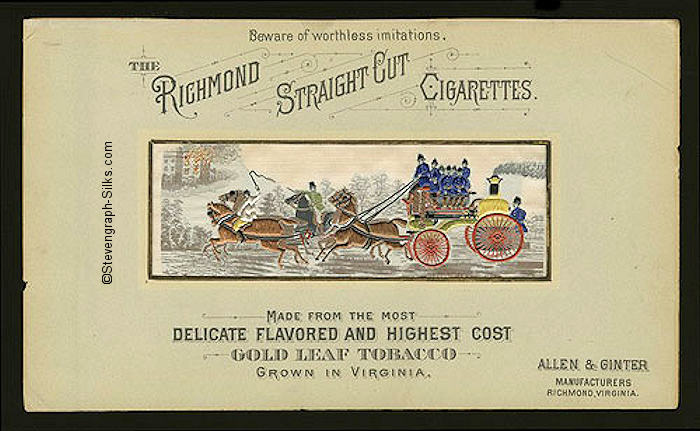 Beware of worthless imitations.
THE RICHMOND STRAIGHT CUT CIGARETTES.
©Stevengraph-Silks.com
MADE FROM THE MOST
DELICATE FLAVORED AND HIGHEST COST
GOLD LEAF TOBACCO
GROWN IN VIRGINIA.
ALLEN & GINTER
MANUFACTURERS
RICHMOND, VIRGINIA.